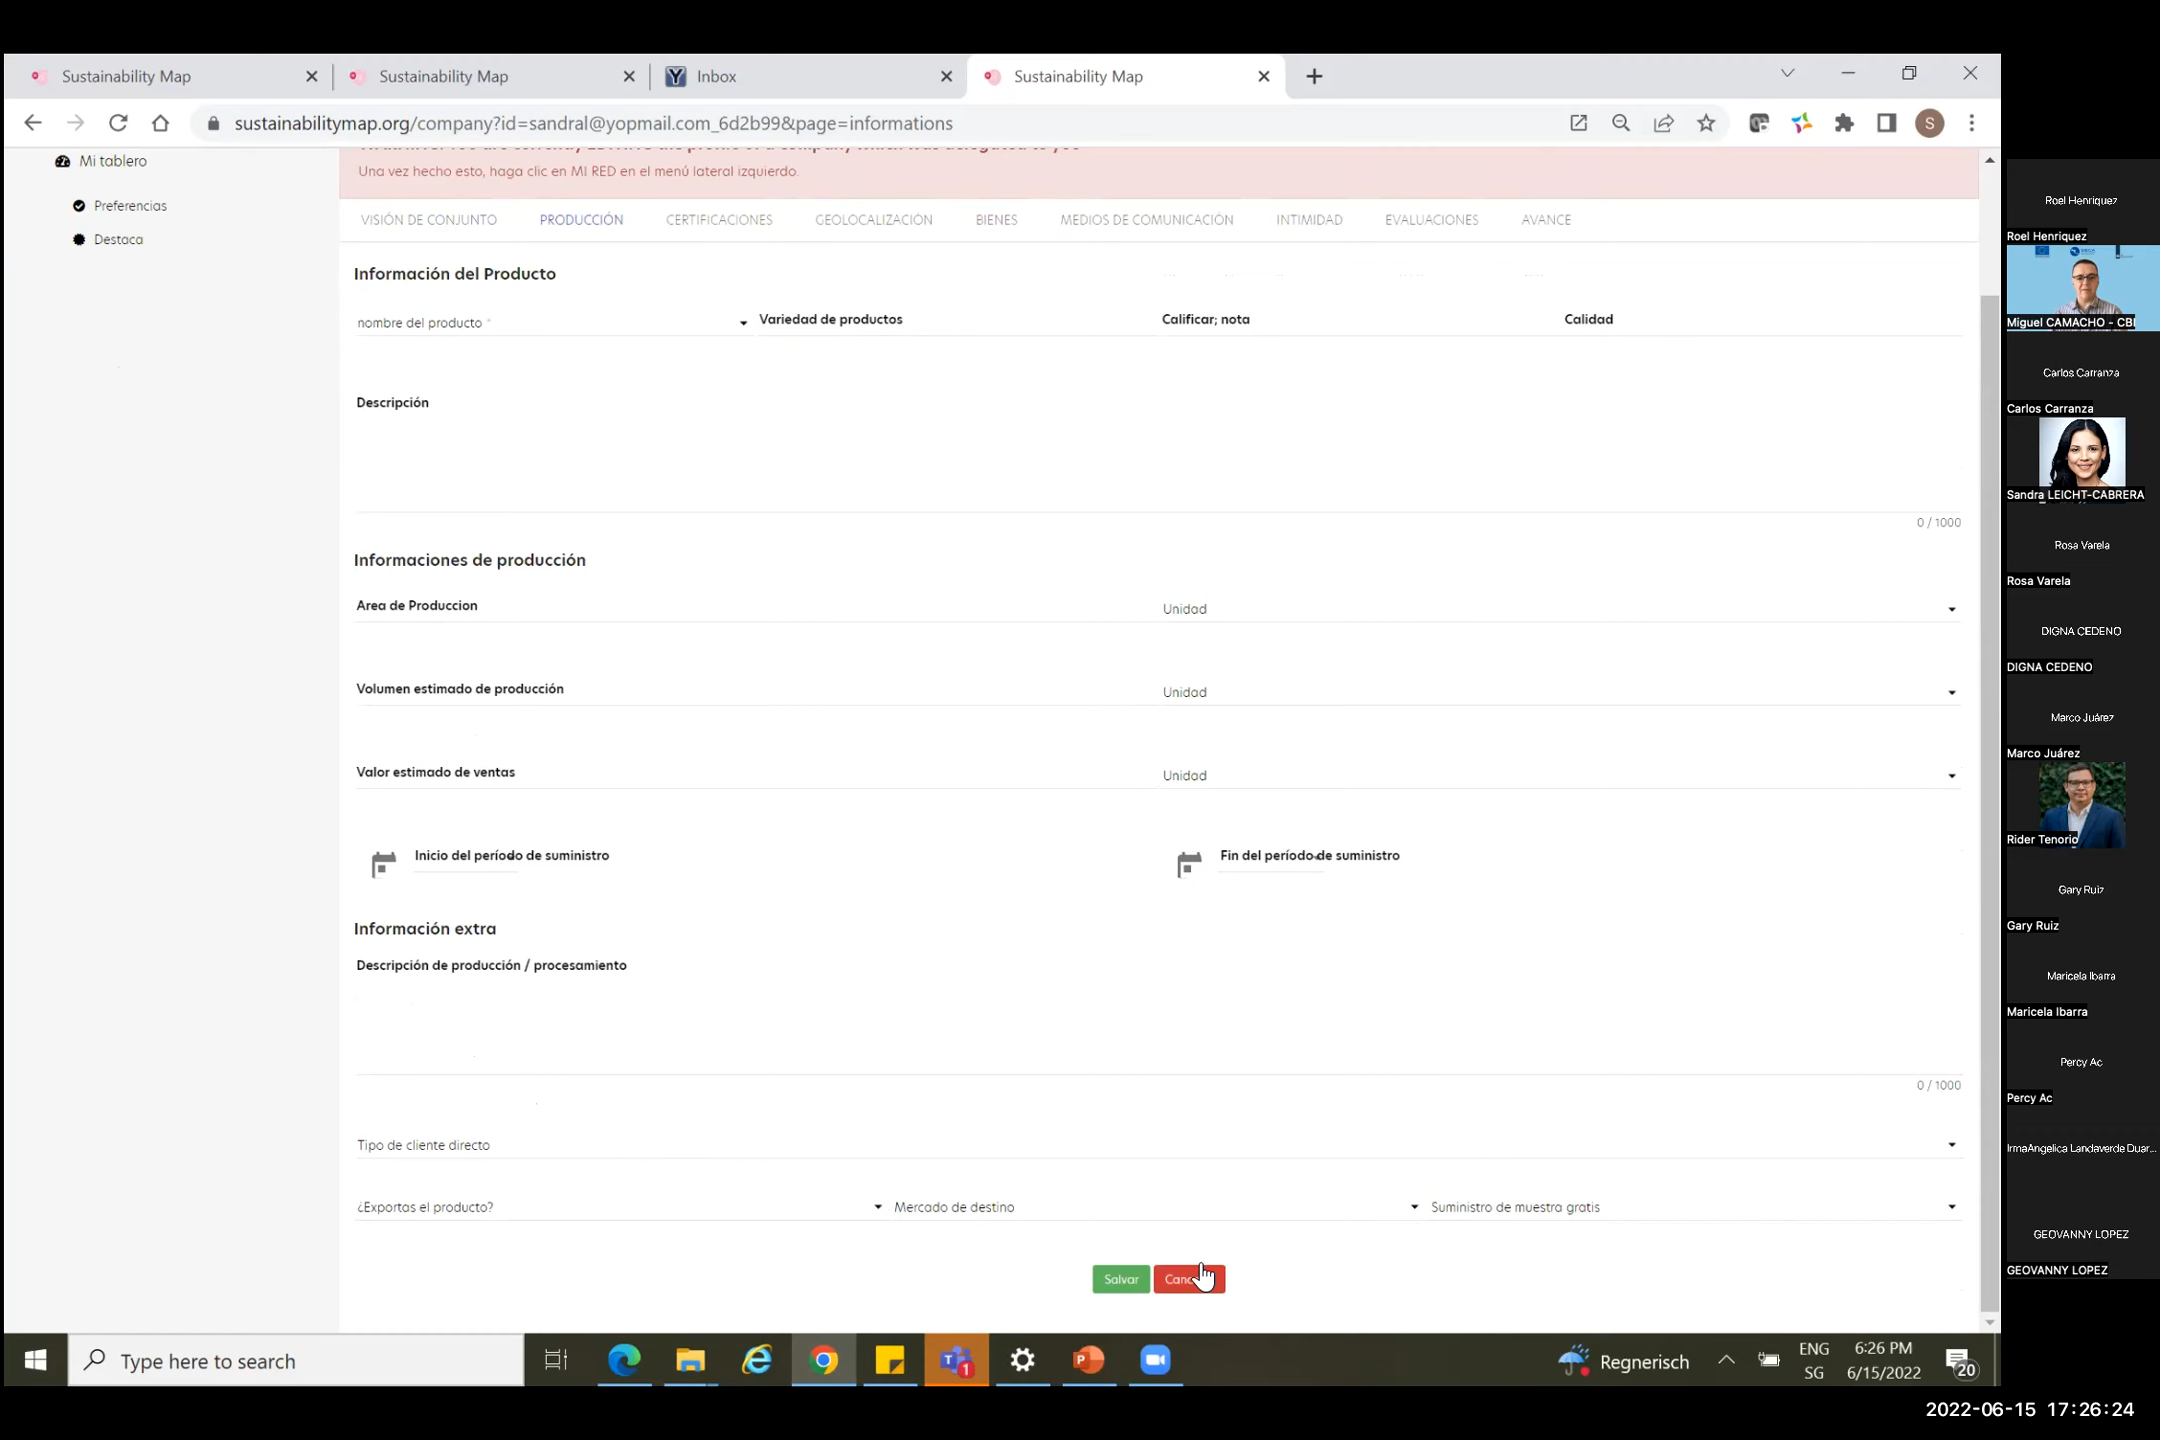 Sustainability Map
Sustainability Map
Inbox
Sustainability Map
sustainabilitymap.org/company?id=sandral@yopmail.com_6d2b99&page=informations
S
Mi tablero
Preferencias
Destaca
Una vez hecho esto, haga clic en MI RED en el menú lateral izquierdo.
VISIÓN DE CONJUNTO PRODUCCIÓN CERTIFICACIONES GEOLOCALIZACIÓN BIENES MEDIOS DE COMUNICACIÓN INTIMIDAD EVALUACIONES AVANCE
Información del Producto
nombre del producto * Variedad de productos Calificar; nota Calidad
Descripción
0 / 1000
Informaciones de producción
Area de Produccion Unidad
Volumen estimado de producción Unidad
Valor estimado de ventas Unidad
Inicio del período de suministro Fin del período de suministro
Información extra
Descripción de producción / procesamiento
0 / 1000
Tipo de cliente directo
¿Exportas el producto? Mercado de destino Suministro de muestra gratis
Salvar
Type here to search
Regnerisch
ENG
SG
6:26 PM
6/15/2022
20
Roel Henriquez
Roel Henriquez
Miguel CAMACHO - CBI
Carlos Carranza
Carlos Carranza
Sandra LEICHT-CABRERA
Rosa Varela
Rosa Varela
DIGNA CEDENO
DIGNA CEDENO
Marco Juárez
Marco Juárez
Rider Tenorio
Gary Ruiz
Gary Ruiz
Maricela Ibarra
Maricela Ibarra
Percy Ac
Percy Ac
IrmaAngelica Landaverde Duar...
GEOVANNY LOPEZ
GEOVANNY LOPEZ
2022-06-15 17:26:24